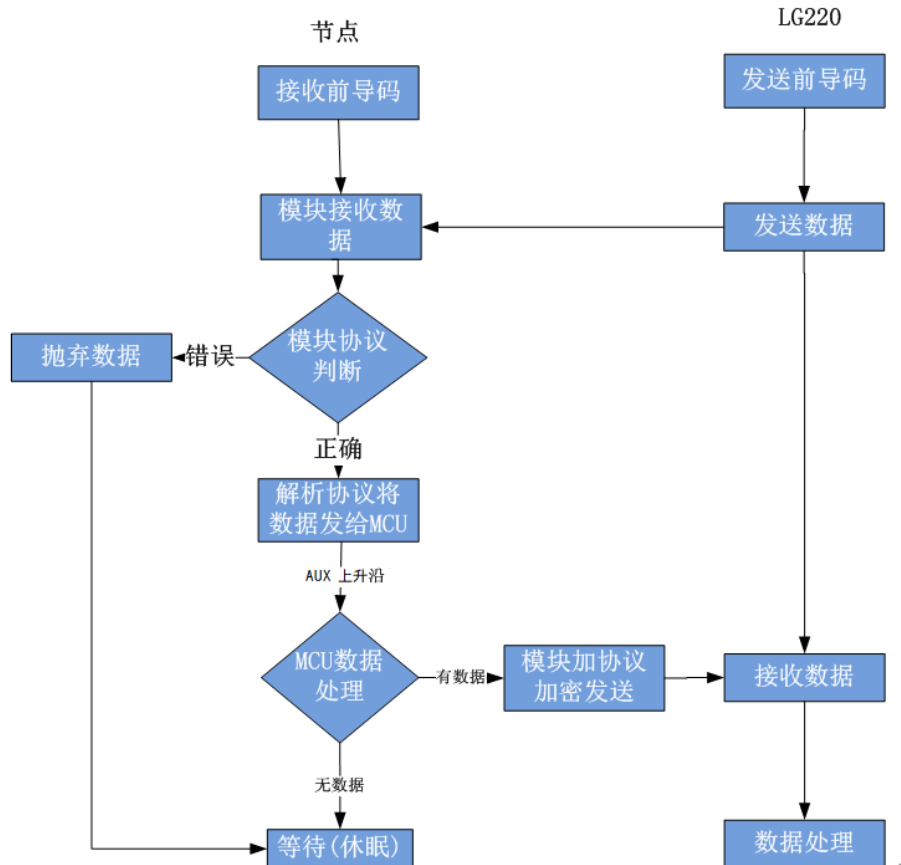 LG220
节点
接收前导码
发送前导码
模块接收数
据
发送数据
模块协议
判断
错误
抛弃数据
正确
解析协议将
数据发给MCU
AUX 上升沿
MCU数据
处理
有数据
模块加协议
加密发送
接收数据
无数据
等待(休眠)
数据处理